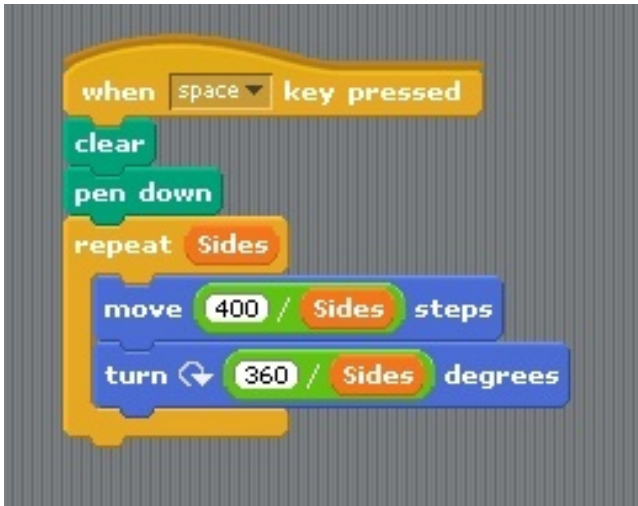 when space key pressed
clear
pen down
repeat Sides
move 400 / Sides steps
turn 360 / Sides degrees